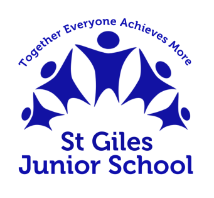 Together Everyone Achieves More
St Giles
Junior School